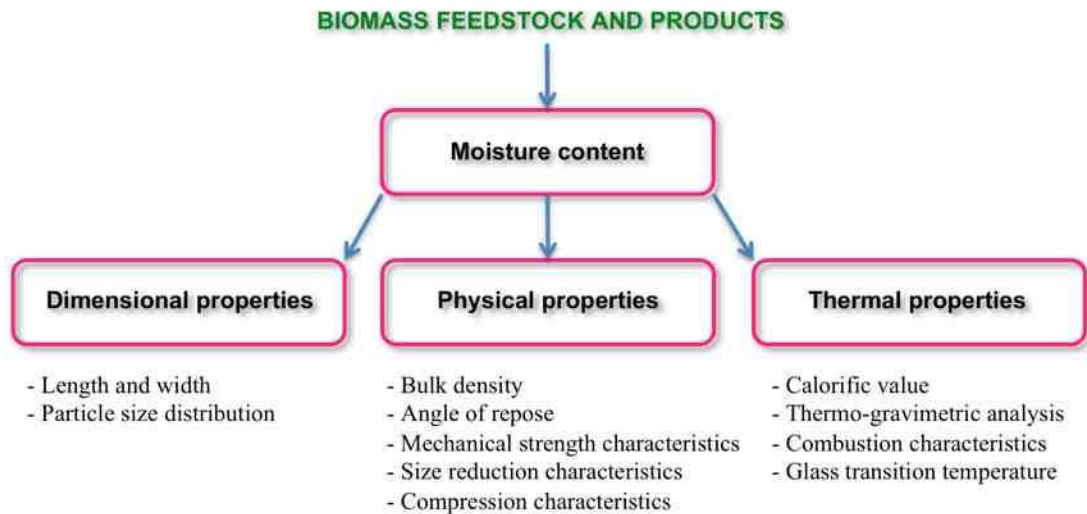 BIOMASS FEEDSTOCK AND PRODUCTS
Moisture content
Dimensional properties
- Length and width
- Particle size distribution
Physical properties
- Bulk density
- Angle of repose
- Mechanical strength characteristics
- Size reduction characteristics
- Compression characteristics
Thermal properties
- Calorific value
- Thermo-gravimetric analysis
- Combustion characteristics
- Glass transition temperature